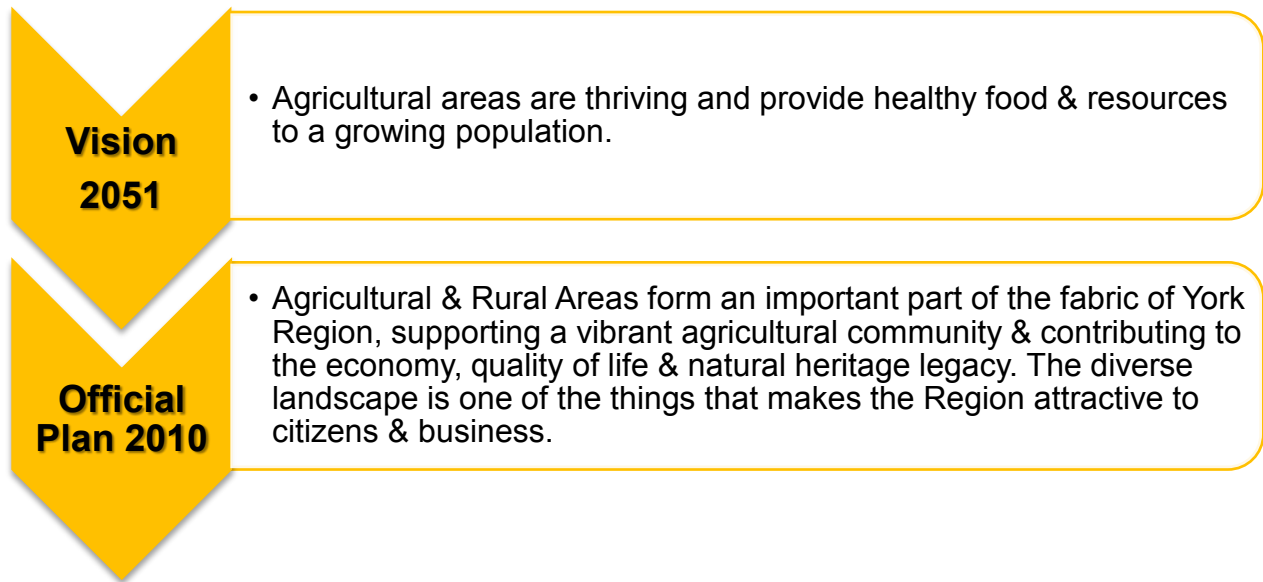 Vision
2051
• Agricultural areas are thriving and provide healthy food & resources
to a growing population.
Official
Plan 2010
• Agricultural & Rural Areas form an important part of the fabric of York
Region, supporting a vibrant agricultural community & contributing to
the economy, quality of life & natural heritage legacy. The diverse
landscape is one of the things that makes the Region attractive to
citizens & business.